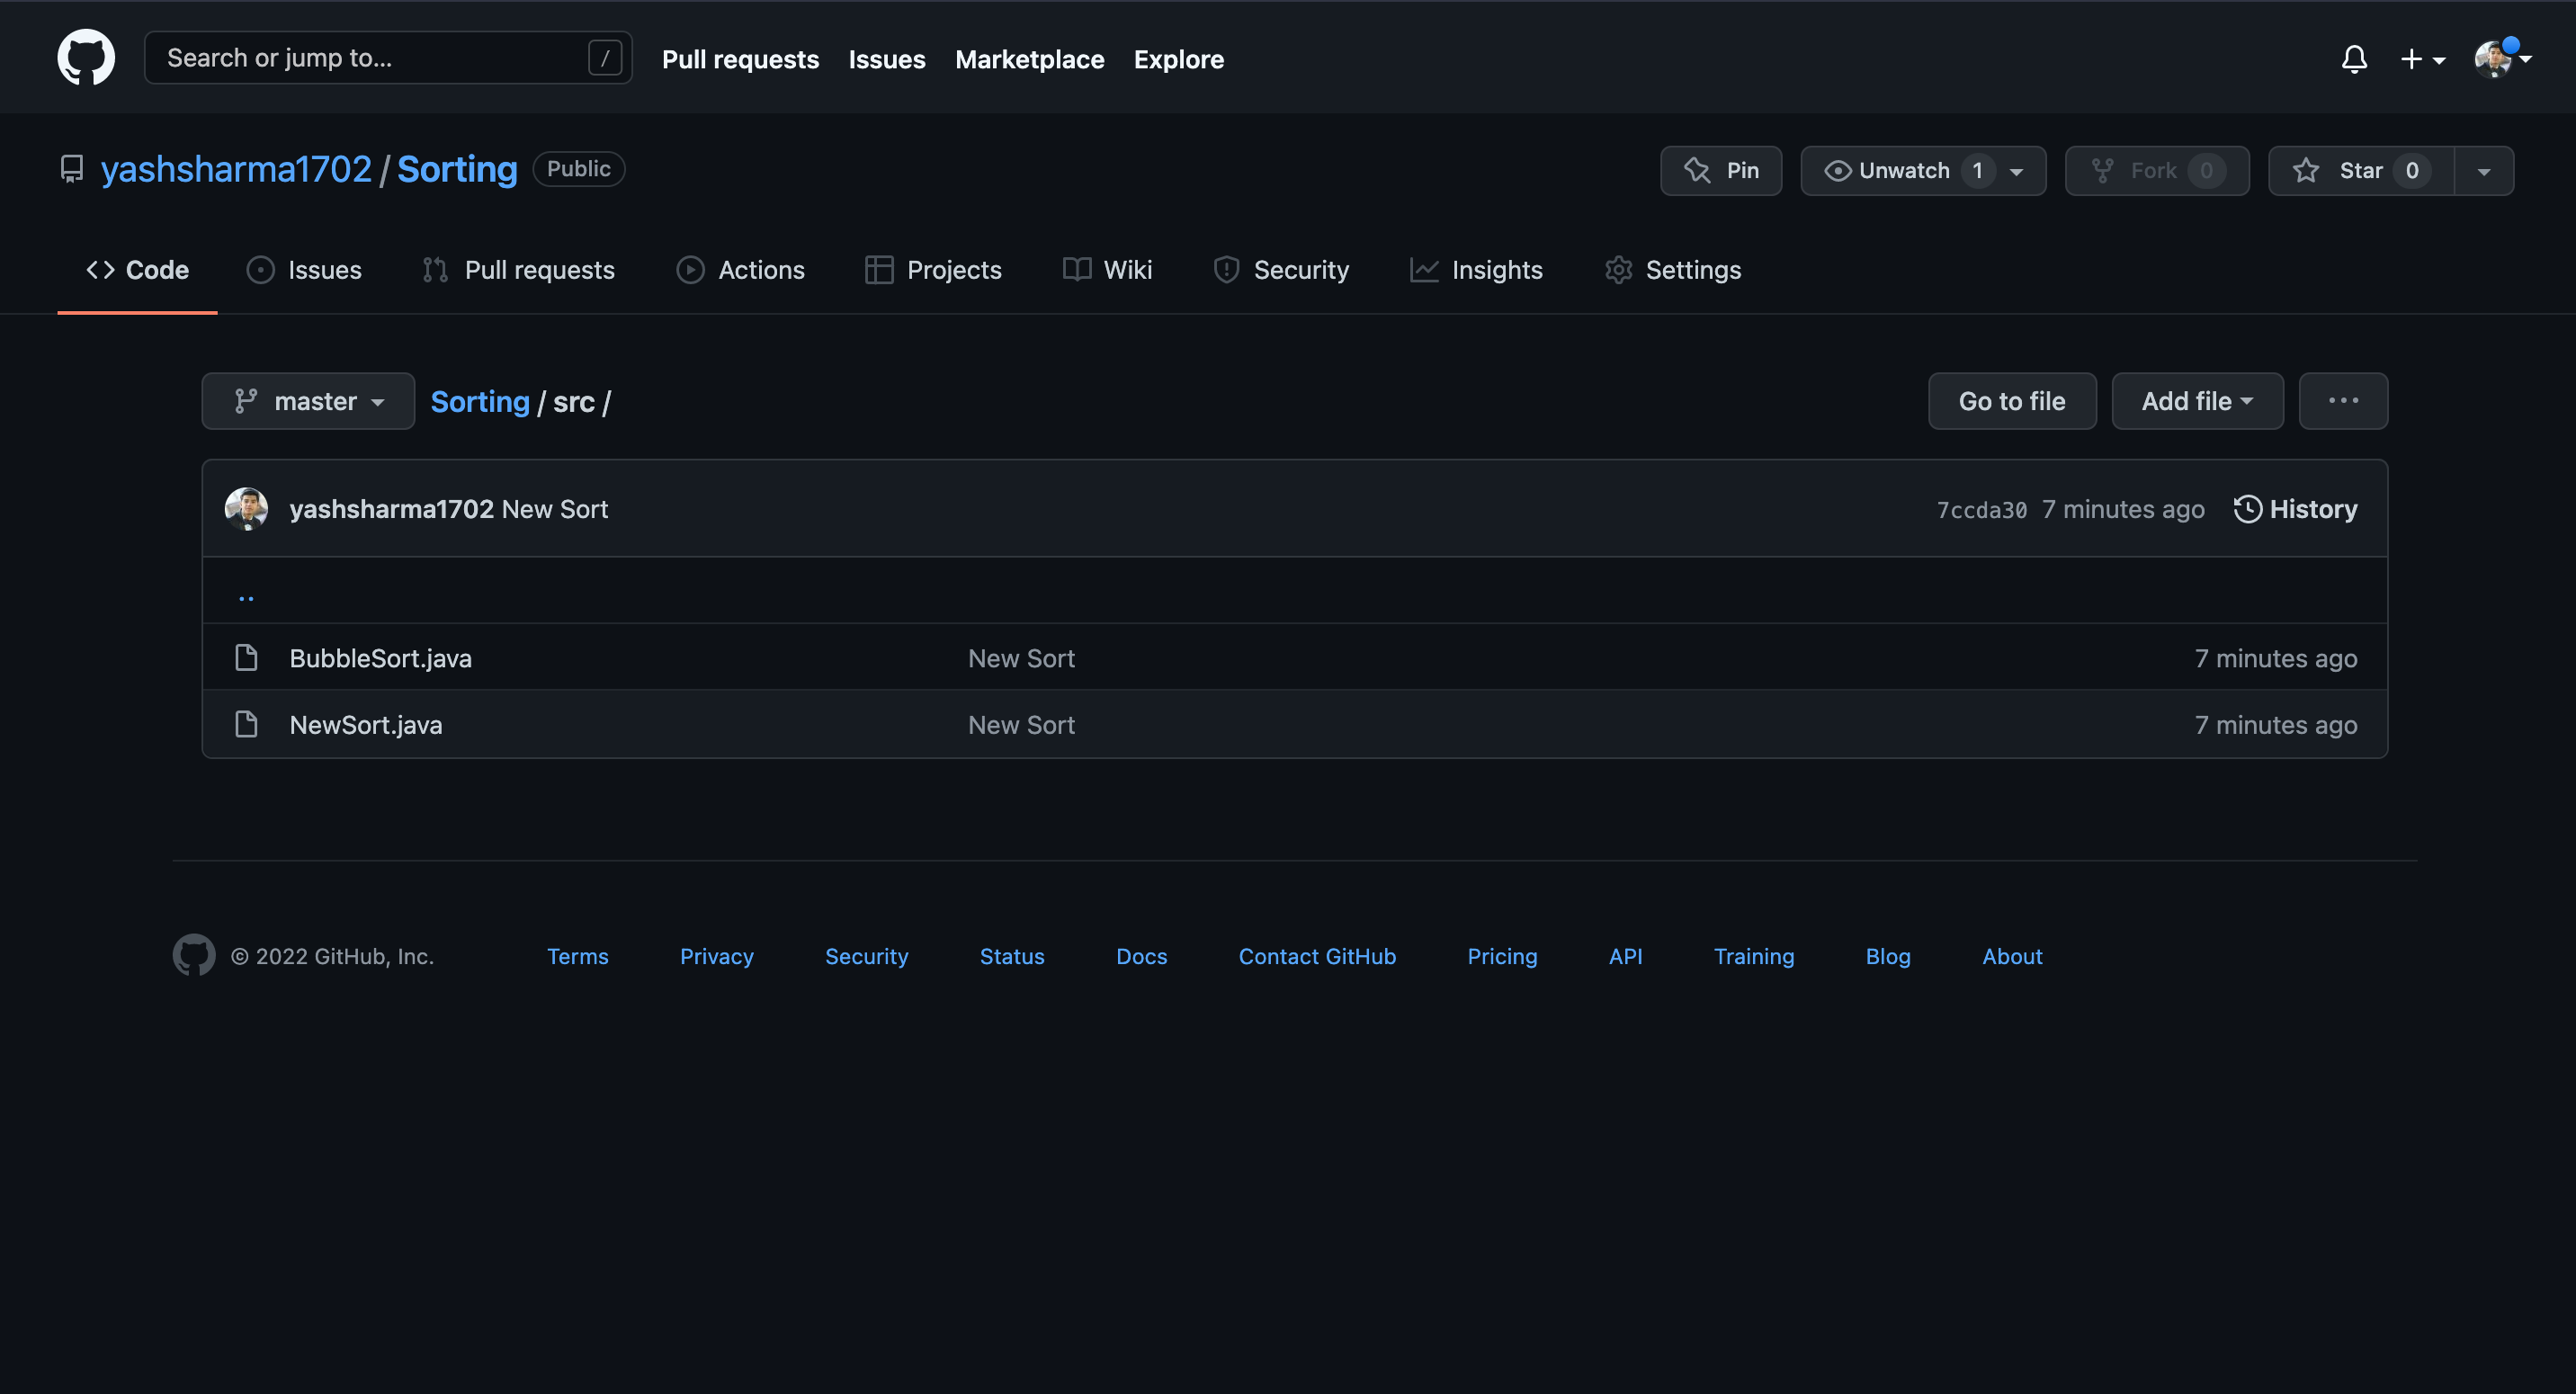 Search or jump to... / Pull requests Issues Marketplace Explore
yashsharma1702 / Sorting Public Pin Unwatch 1 Fork 0 Star 0
Code Issues Pull requests Actions Projects Wiki Security Insights Settings
master Sorting / src / Go to file Add file ...
yashsharma1702 New Sort 7ccda30 7 minutes ago History
..
BubbleSort.java New Sort 7 minutes ago
NewSort.java New Sort 7 minutes ago
© 2022 GitHub, Inc. Terms Privacy Security Status Docs Contact GitHub Pricing API Training Blog About